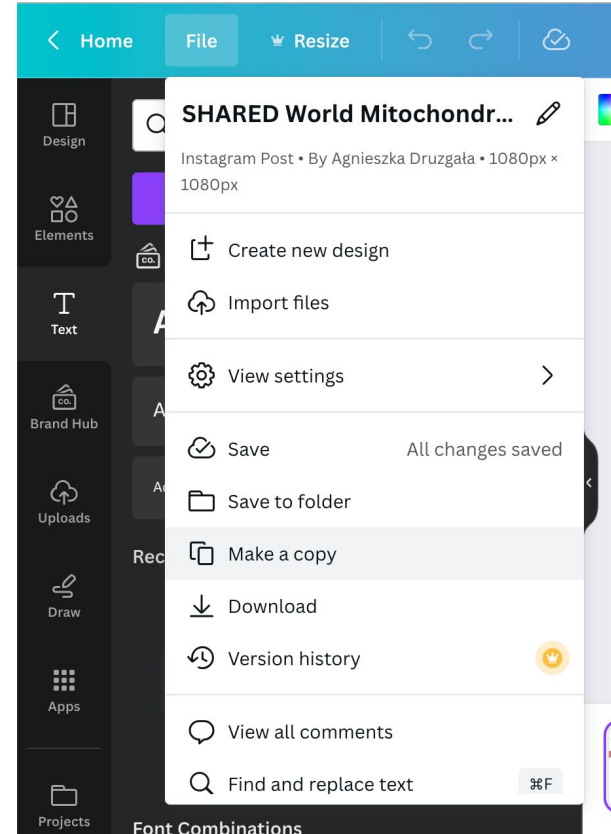 Home File Resize
SHARED World Mitochondr...
Instagram Post • By Agnieszka Druzgała • 1080px ×
1080px
Design
Elements
Text
Brand Hub
Uploads
Draw
Apps
Projects
CO.
CO.
Create new design
Import files
View settings
Save All changes saved
Save to folder
Make a copy
Download
Version history
View all comments
Find and replace text ⌘F
A
A
Rec
Font Combinations